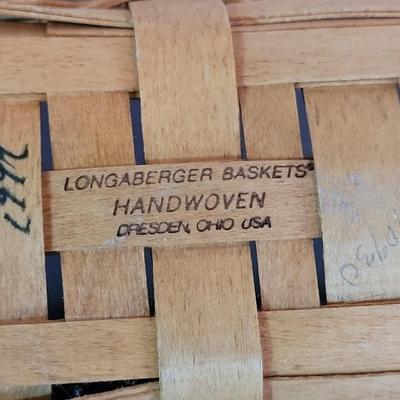 LONGABERGER BASKETS®
HANDWOVEN
DRESDEN, OHIO USA